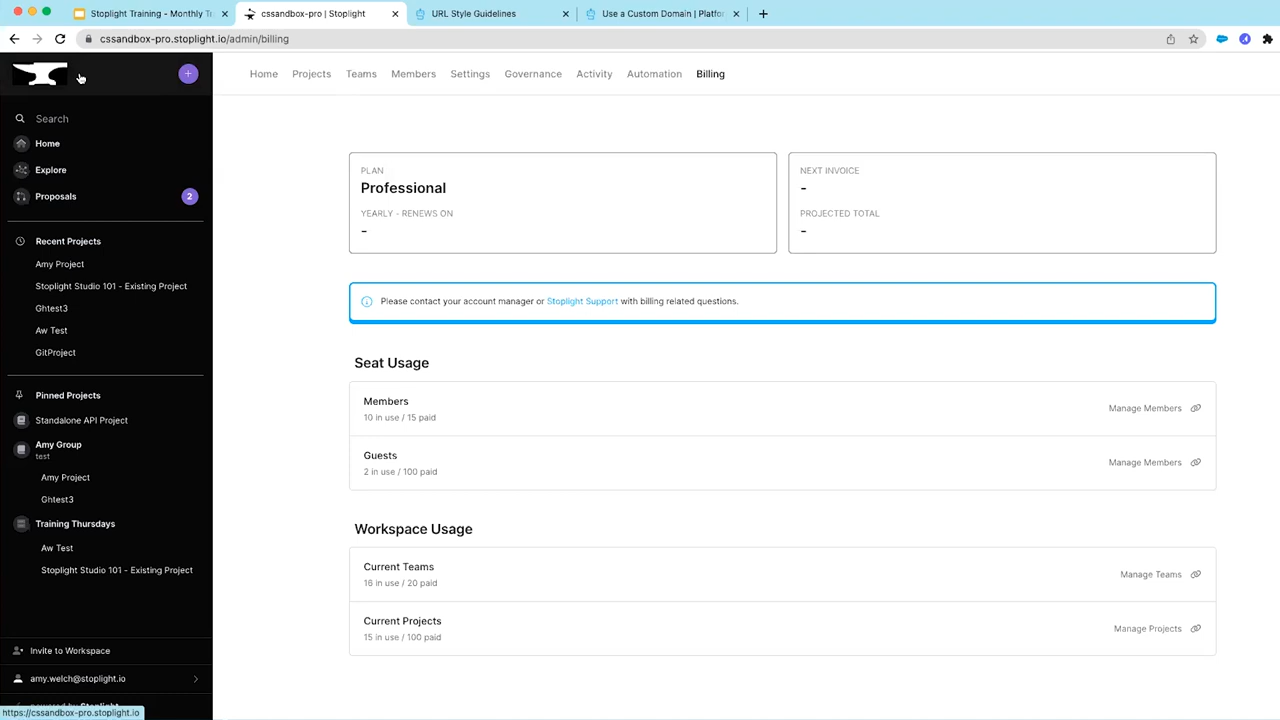 Stoplight Training - Monthly T
cssandbox-pro | Stoplight
URL Style Guidelines
Use a Custom Domain | Platfor
cssandbox-pro.stoplight.io/admin/billing
Home
Projects
Teams
Members
Settings
Governance
Activity
Automation
Billing
Search
Home
Explore
Proposals
2
Recent Projects
Amy Project
Stoplight Studio 101 - Existing Project
Ghtest3
Aw Test
GitProject
Pinned Projects
Standalone API Project
Amy Group
test
Amy Project
Ghtest3
Training Thursdays
Aw Test
Stoplight Studio 101 - Existing Project
Invite to Workspace
amy.welch@stoplight.io
powered by Stoplight
https://cssandbox-pro.stoplight.io
PLAN
Professional
YEARLY - RENEWS ON
-
NEXT INVOICE
-
PROJECTED TOTAL
-
Please contact your account manager or Stoplight Support with billing related questions.
Seat Usage
Members
10 in use / 15 paid
Manage Members
Guests
2 in use / 100 paid
Manage Members
Workspace Usage
Current Teams
16 in use / 20 paid
Manage Teams
Current Projects
15 in use / 100 paid
Manage Projects